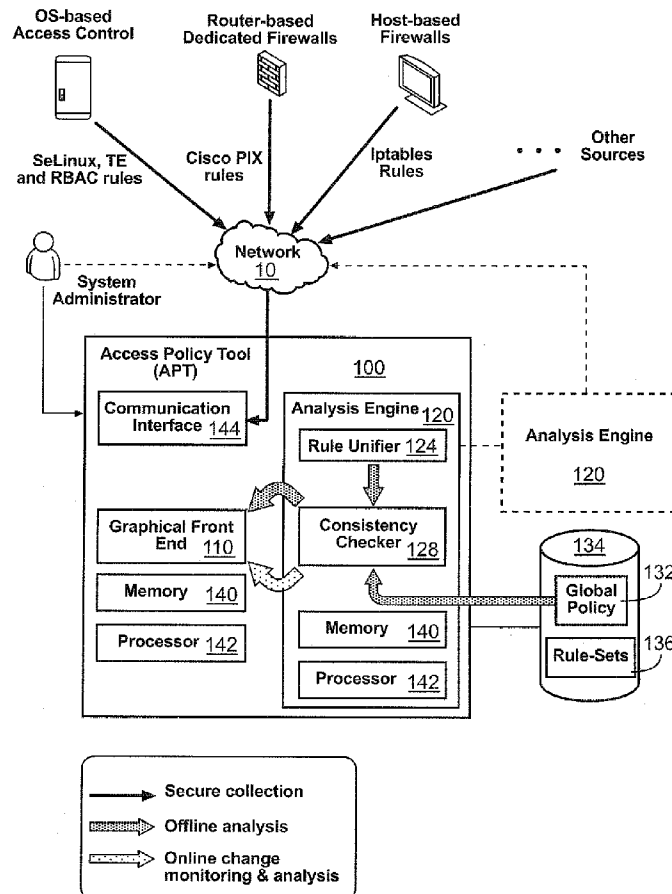 OS-based
Access Control
Router-based
Dedicated Firewalls
Host-based
Firewalls
SeLinux, TE
and RBAC rules
Cisco PIX
rules
Iptables
Rules
• • •
Other
Sources
Network
10
System
Administrator
Access Policy Tool
(APT)
100
Communication
Interface 144
Analysis Engine 120
Rule Unifier 124
Graphical Front
End 110
Consistency
Checker 128
Memory 140
Processor 142
Memory 140
Processor 142
Analysis Engine
120
134
Global
Policy
132
Rule-Sets
136
Secure collection
Offline analysis
Online change
monitoring & analysis